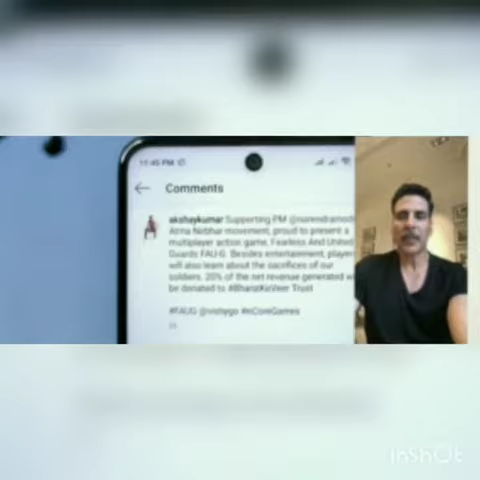 11:45 PM
Comments
akshaykumar Supporting PM @narendramodi
Atma Nirbhar movement, proud to present a
multiplayer action game, Fearless And United
Guards FAU-G. Besides entertainment, players
will also learn about the sacrifices of our
soldiers. 20% of the net revenue generated
be donated to #BharatKeVeer Trust
#FAUG @vishygo #nCoreGames
InShOt